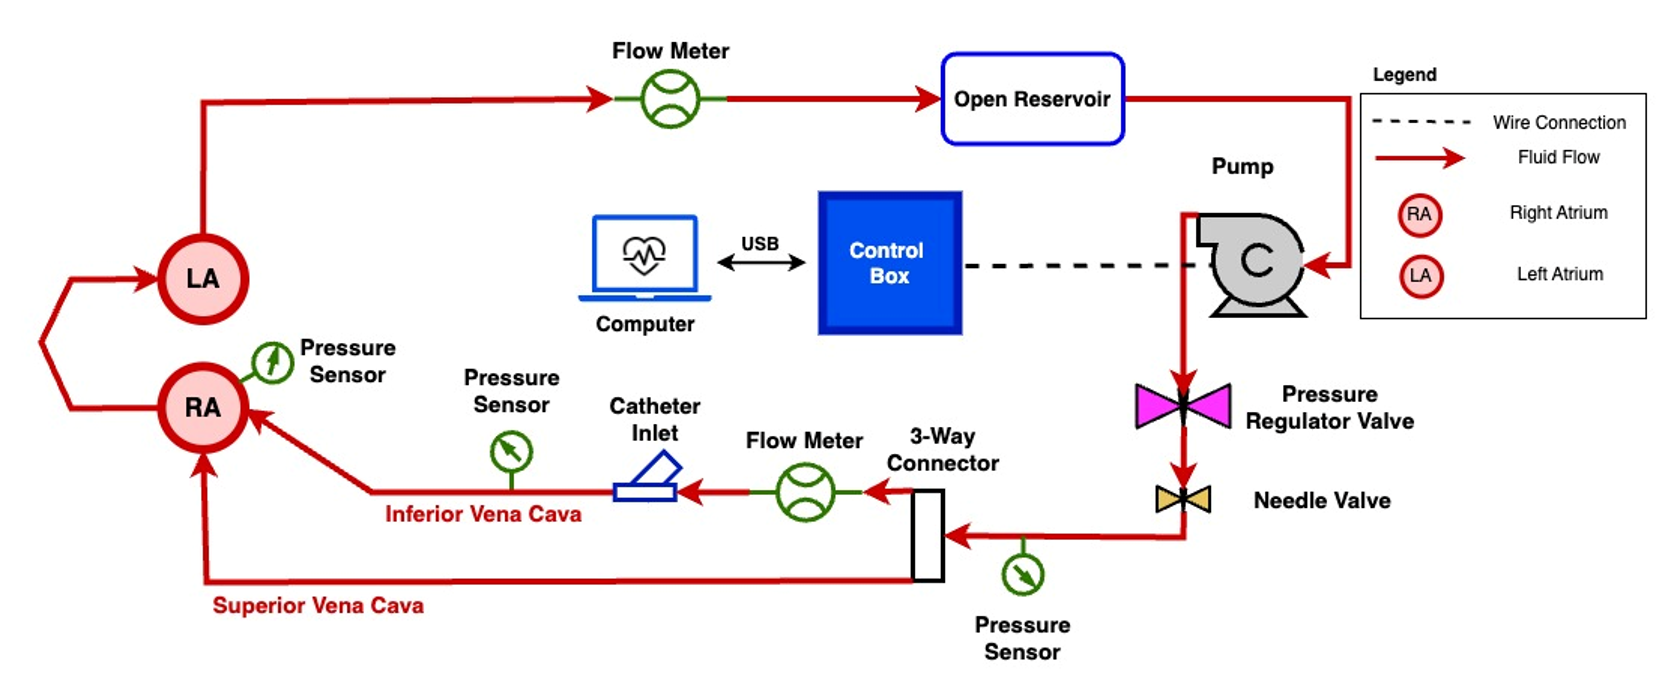 Flow Meter
Open Reservoir
Legend
Wire Connection
Fluid Flow
RA
Right Atrium
LA
Left Atrium
Pump
C
Control
Box
USB
Computer
LA
RA
Pressure
Sensor
Pressure
Sensor
Catheter
Inlet
Flow Meter
3-Way
Connector
Pressure
Regulator Valve
Needle Valve
Inferior Vena Cava
Superior Vena Cava
Pressure
Sensor